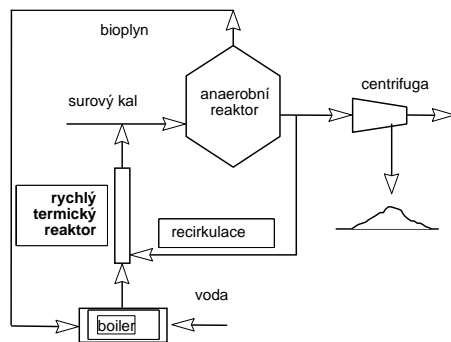 bioplyn
centrifuga
anaerobní
reaktor
surový kal
rychlý
termický
reaktor
recirkulace
voda
boiler